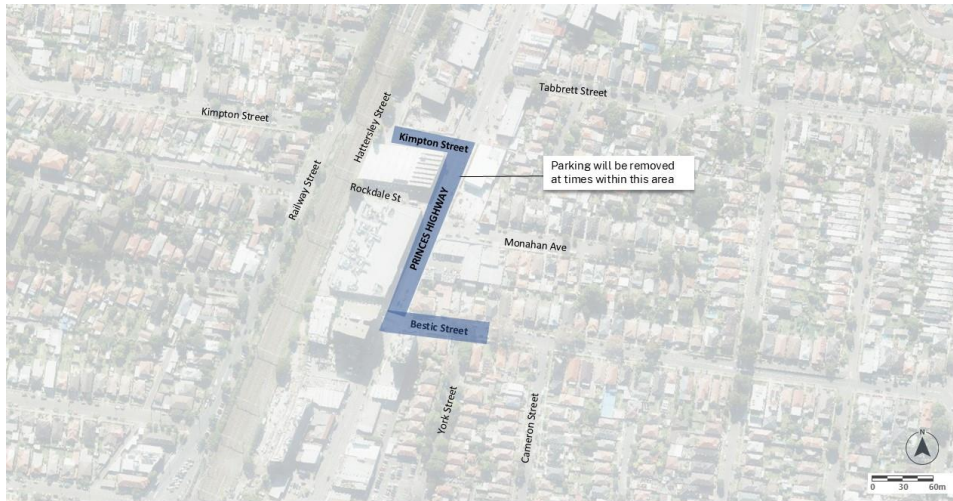 Tabbrett Street
Kimpton Street
Hattersley Street
Kimpton Street
Parking will be removed
at times within this area
Railway Street
Rockdale St
PRINCES HIGHWAY
Monahan Ave
Bestic Street
York Street
Cameron Street
N
0 30 60m